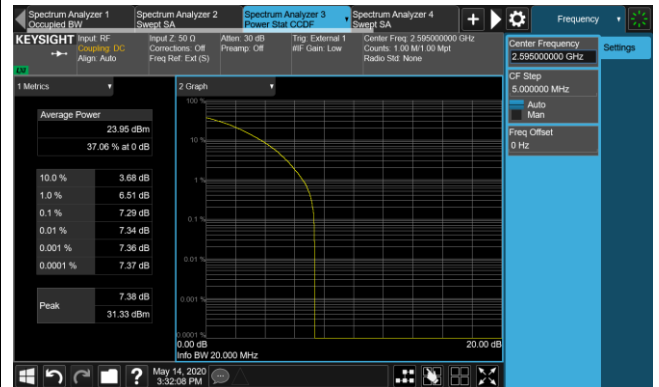 Spectrum Analyzer 1
Occupied BW
Spectrum Analyzer 2
Swept SA
Spectrum Analyzer 3
Power Stat CCDF
Spectrum Analyzer 4
Swept SA
Frequency
KEYSIGHT
Input: RF
Coupling: DC
Align: Auto
Input Z: 50 Ω
Corrections: Off
Freq Ref: Ext (S)
Atten: 30 dB
Preamp: Off
Trig: External 1
#IF Gain: Low
Center Freq: 2.595000000 GHz
Counts: 1.00 M/1.00 Mpt
Radio Std: None
LXI
Center Frequency
2.595000000 GHz
Settings
CF Step
5.000000 MHz
Auto
Man
Freq Offset
0 Hz
1 Metrics
2 Graph
Average Power
23.95 dBm
37.06 % at 0 dB
10.0 % 3.68 dB
1.0 % 6.51 dB
0.1 % 7.29 dB
0.01 % 7.34 dB
0.001 % 7.36 dB
0.0001 % 7.37 dB
Peak
7.38 dB
31.33 dBm
100 %
10 %
1 %
0.1 %
0.001 %
0.0001 %
0.00 dB
20.00 dB
Info BW 20.000 MHz
May 14, 2020
3:32:08 PM